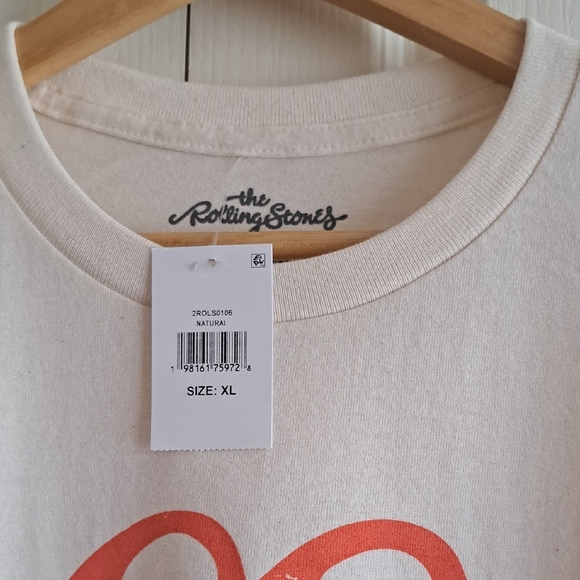 the
Rolling Stones
2ROLS0106
NATURAL
1 98161 75972 8
SIZE: XL